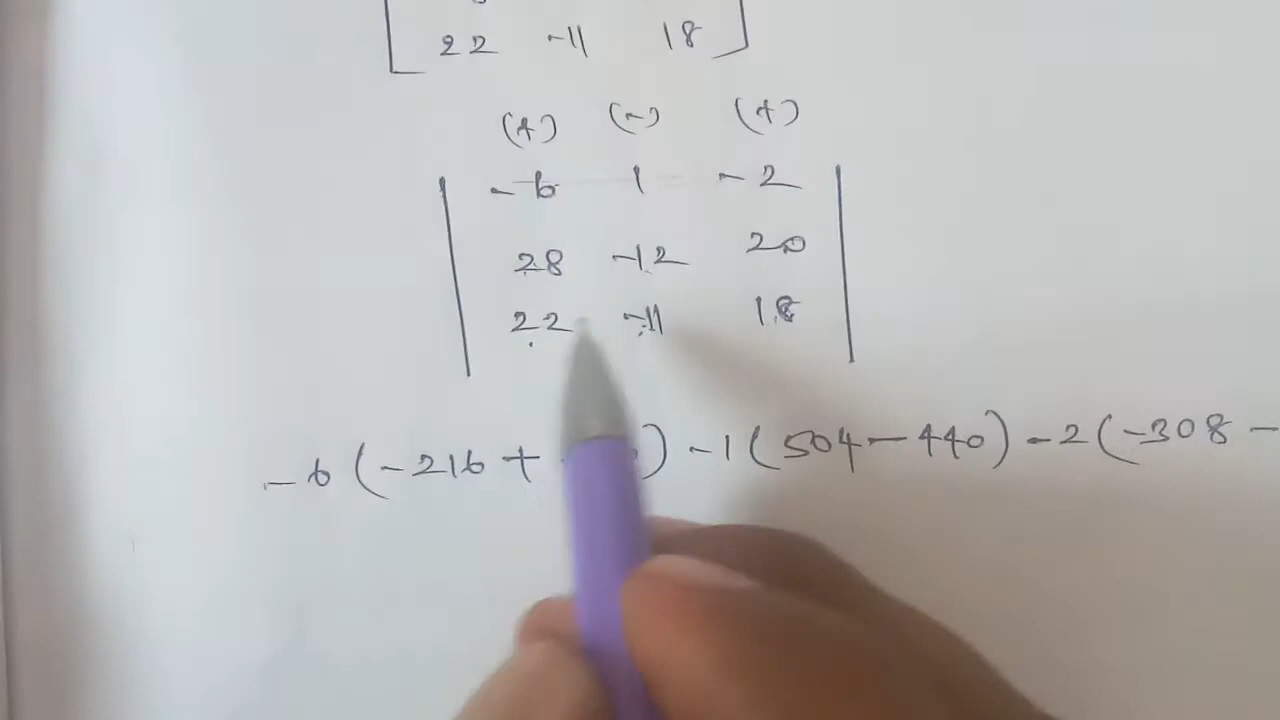 22 -11 18
(+) (-) (+)
-6 1 -2
28 -12 20
22 -11 18
-6(-216+ ) -1(504-440) -2(-308-